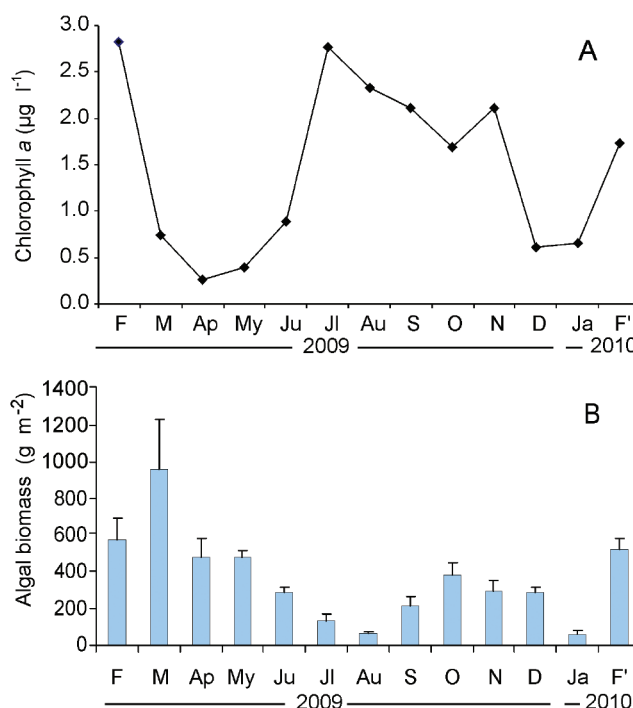 A
Chlorophyll a (µg l-1)
3.0
2.5
2.0
1.5
1.0
0.5
0.0
F M Ap My Ju Jl Au S O N D Ja F'
2009 2010
B
Algal biomass (g m-2)
1400
1200
1000
800
600
400
200
0
F M Ap My Ju Jl Au S O N D Ja F'
2009 2010